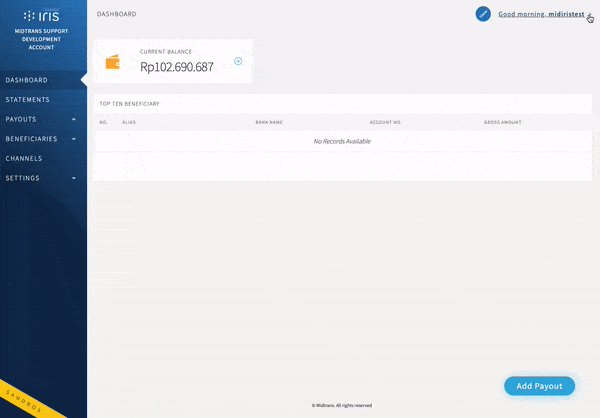 iris
MIDTRANS SUPPORT
DEVELOPMENT
ACCOUNT
DASHBOARD
STATEMENTS
PAYOUTS
BENEFICIARIES
CHANNELS
SETTINGS
SANDBOX
DASHBOARD
Good morning, midiristest
CURRENT BALANCE
Rp102.690.687
TOP TEN BENEFICIARY
NO. ALIAS BANK NAME ACCOUNT NO. GROSS AMOUNT
No Records Available
Add Payout
© Midtrans. All rights reserved